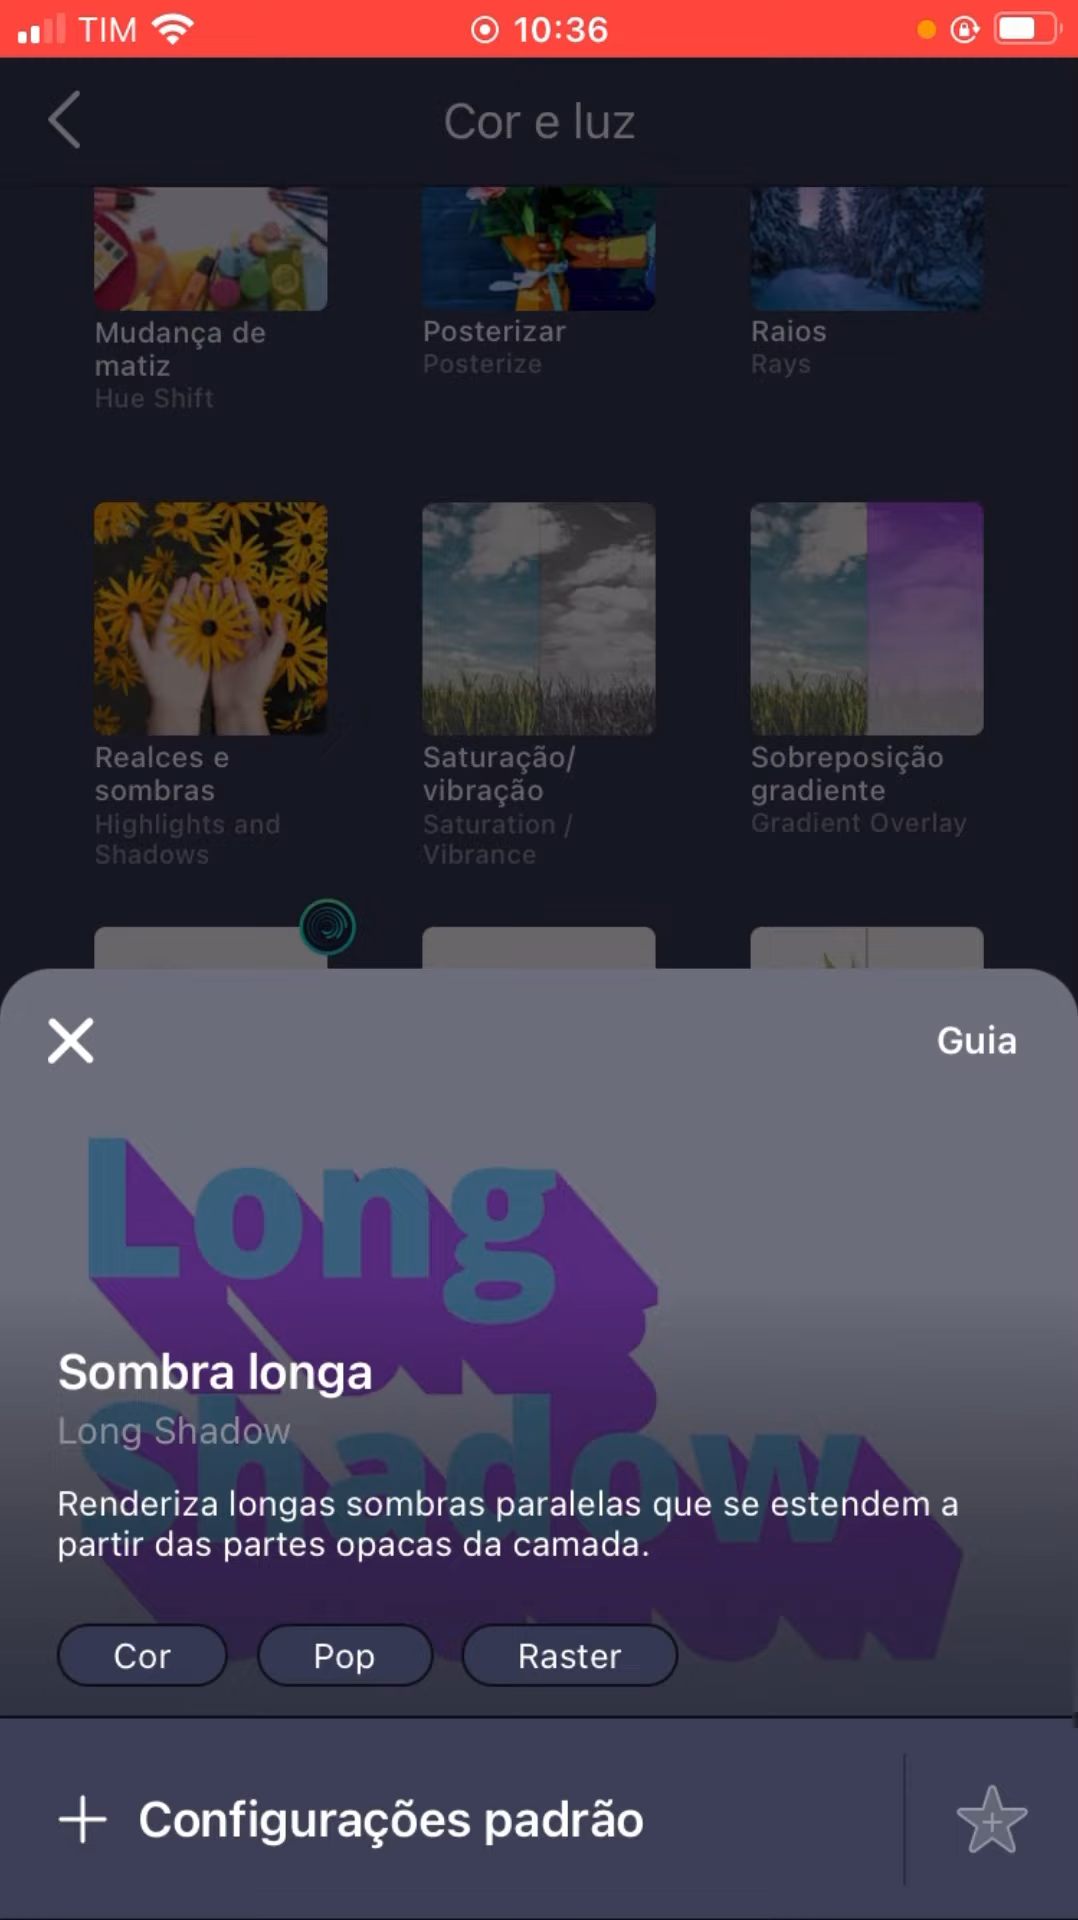 TIM 10:36
Cor e luz
Mudança de
matiz
Hue Shift
Posterizar
Posterize
Raios
Rays
Realces e
sombras
Highlights and
Shadows
Saturação/
vibração
Saturation /
Vibrance
Sobreposição
gradiente
Gradient Overlay
Guia
Long
Shadow
Sombra longa
Long Shadow
Renderiza longas sombras paralelas que se estendem a
partir das partes opacas da camada.
Cor Pop Raster
Configurações padrão